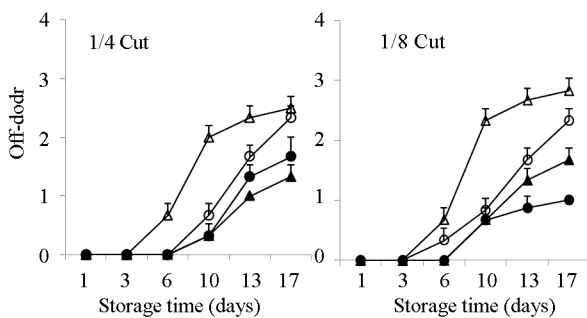 4 1/4 Cut 4 1/8 Cut
3 3
Off-dodr
2 2
1 1
0 0
1 3 6 10 13 17 1 3 6 10 13 17
Storage time (days) Storage time (days)